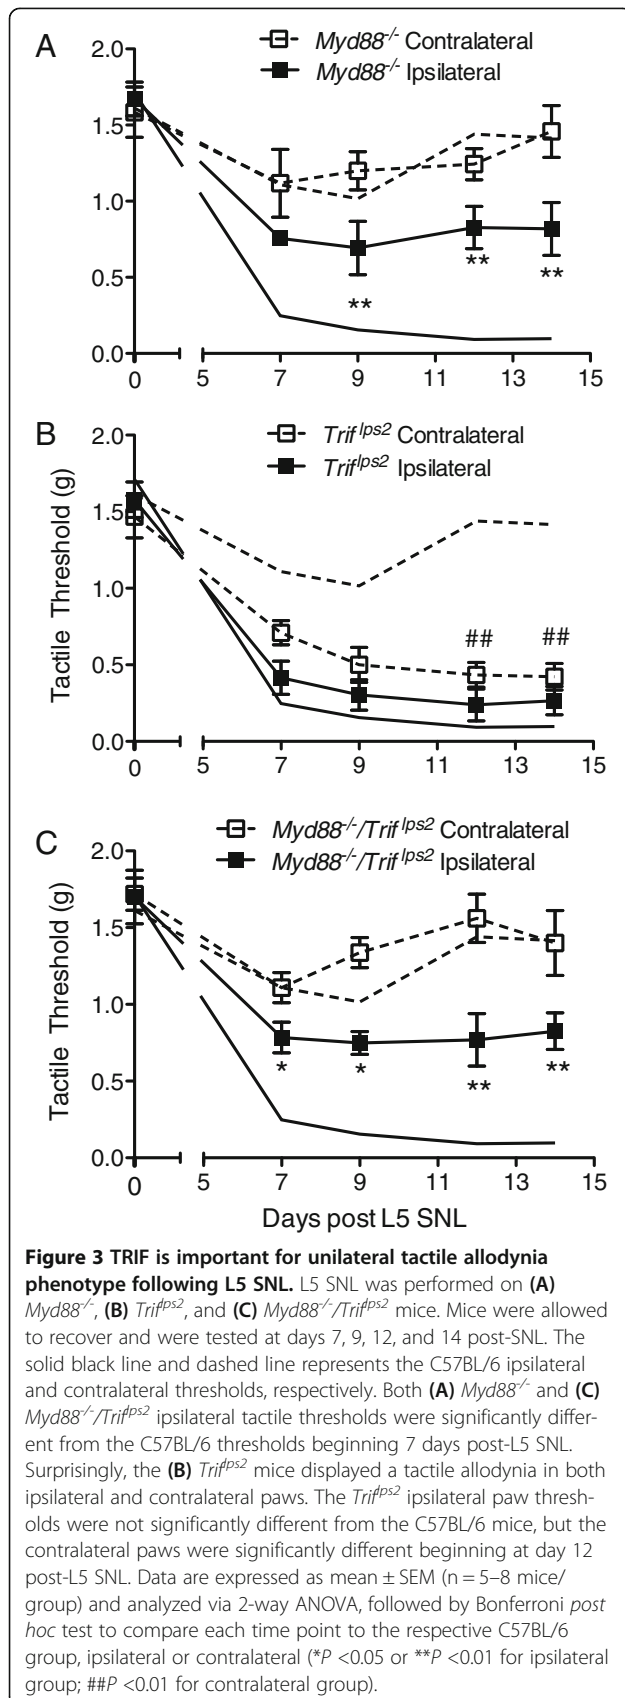 A
Myd88-/- Contralateral
Myd88-/- Ipsilateral
2.0
1.5
1.0
0.5
0.0
0 5 7 9 11 13 15
** ** **
B
Trif lps2 Contralateral
Trif lps2 Ipsilateral
2.0
1.5
1.0
0.5
0.0
Tactile Threshold (g)
## ##
0 5 7 9 11 13 15
C
Myd88-/-/Trif lps2 Contralateral
Myd88-/-/Trif lps2 Ipsilateral
2.0
1.5
1.0
0.5
0.0
Tactile Threshold (g)
* * ** **
0 5 7 9 11 13 15
Days post L5 SNL
Figure 3 TRIF is important for unilateral tactile allodynia
phenotype following L5 SNL. L5 SNL was performed on (A)
Myd88-/-, (B) Triflps2, and (C) Myd88-/-/Triflps2 mice. Mice were allowed
to recover and were tested at days 7, 9, 12, and 14 post-SNL. The
solid black line and dashed line represents the C57BL/6 ipsilateral
and contralateral thresholds, respectively. Both (A) Myd88-/- and (C)
Myd88-/-/Triflps2 ipsilateral tactile thresholds were significantly differ-
ent from the C57BL/6 thresholds beginning 7 days post-L5 SNL.
Surprisingly, the (B) Triflps2 mice displayed a tactile allodynia in both
ipsilateral and contralateral paws. The Triflps2 ipsilateral paw thresh-
olds were not significantly different from the C57BL/6 mice, but the
contralateral paws were significantly different beginning at day 12
post-L5 SNL. Data are expressed as mean ± SEM (n = 5–8 mice/
group) and analyzed via 2-way ANOVA, followed by Bonferroni post
hoc test to compare each time point to the respective C57BL/6
group, ipsilateral or contralateral (*P <0.05 or **P <0.01 for ipsilateral
group; ##P <0.01 for contralateral group).